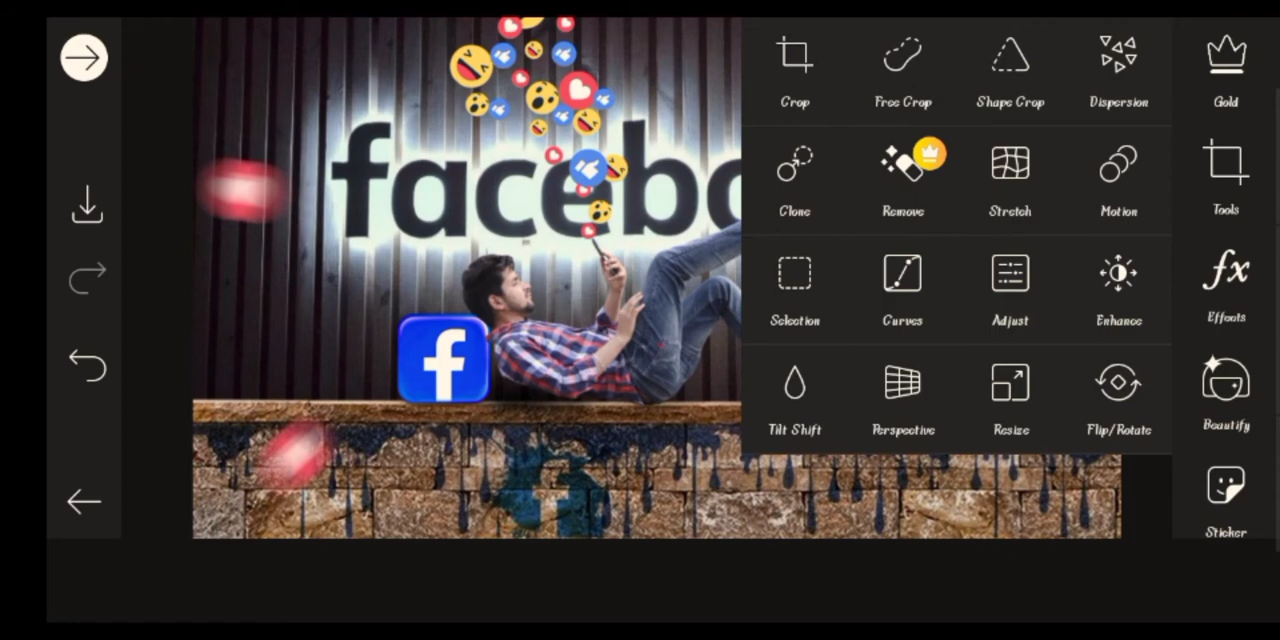 facebo
f
f
Crop
Free Crop
Shape Crop
Dispersion
Gold
Clone
Remove
Stretch
Motion
Tools
Selection
Curves
Adjust
Enhance
fx
Effects
Tilt Shift
Perspective
Resize
Flip/Rotate
Beautify
Sticker